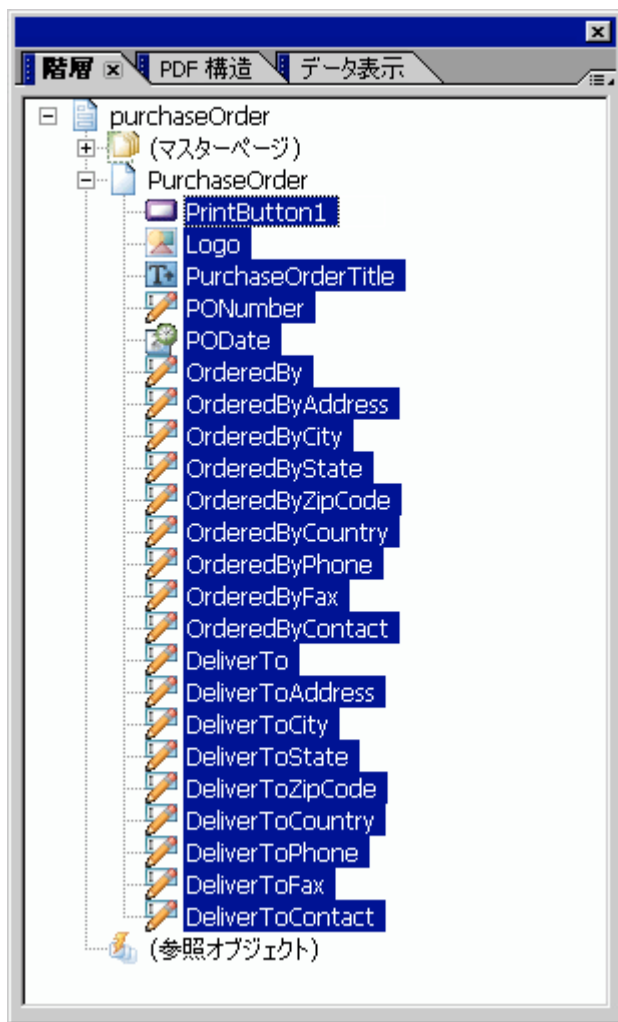 階層 PDF 構造 データ表示
purchaseOrder
(マスターページ)
PurchaseOrder
PrintButton1
Logo
PurchaseOrderTitle
PONumber
PODate
OrderedBy
OrderedByAddress
OrderedByCity
OrderedByState
OrderedByZipCode
OrderedByCountry
OrderedByPhone
OrderedByFax
OrderedByContact
DeliverTo
DeliverToAddress
DeliverToCity
DeliverToState
DeliverToZipCode
DeliverToCountry
DeliverToPhone
DeliverToFax
DeliverToContact
(参照オブジェクト)